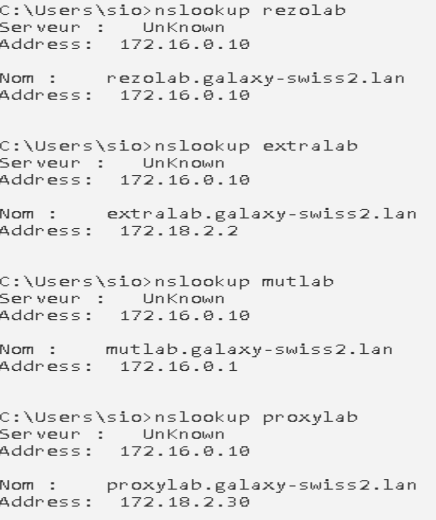 C:\Users\sio>nslookup rezolab
Serveur :   UnKnown
Address:  172.16.0.10

Nom :    rezolab.galaxy-swiss2.lan
Address:  172.16.0.10

C:\Users\sio>nslookup extralab
Serveur :   UnKnown
Address:  172.16.0.10

Nom :    extralab.galaxy-swiss2.lan
Address:  172.18.2.2

C:\Users\sio>nslookup mutlab
Serveur :   UnKnown
Address:  172.16.0.10

Nom :    mutlab.galaxy-swiss2.lan
Address:  172.16.0.1

C:\Users\sio>nslookup proxylab
Serveur :   UnKnown
Address:  172.16.0.10

Nom :    proxylab.galaxy-swiss2.lan
Address:  172.18.2.30